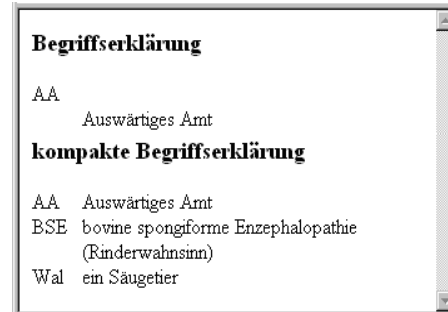 Begriffserklärung
AA
Auswärtiges Amt
kompakte Begriffserklärung
AA Auswärtiges Amt
BSE bovine spongiforme Enzephalopathie
(Rinderwahnsinn)
Wal ein Säugetier